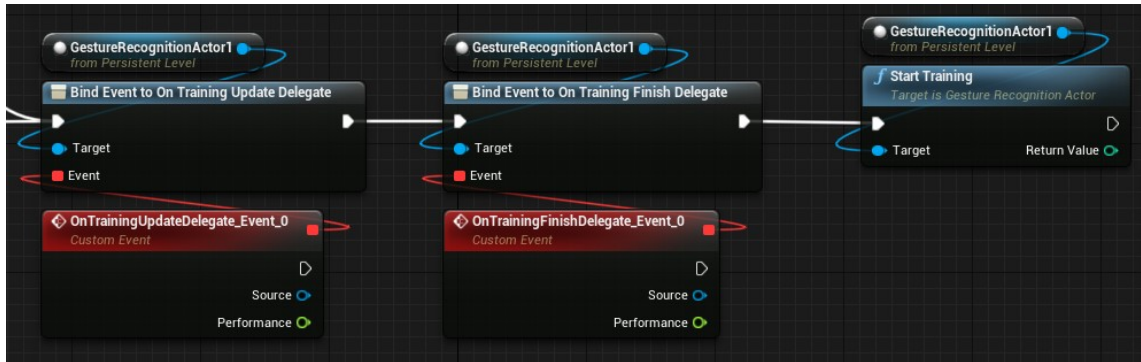 GestureRecognitionActor1
from Persistent Level
Bind Event to On Training Update Delegate
Target
Event
OnTrainingUpdateDelegate_Event_0
Custom Event
Source
Performance
GestureRecognitionActor1
from Persistent Level
Bind Event to On Training Finish Delegate
Target
Event
OnTrainingFinishDelegate_Event_0
Custom Event
Source
Performance
GestureRecognitionActor1
from Persistent Level
f Start Training
Target is Gesture Recognition Actor
Target Return Value